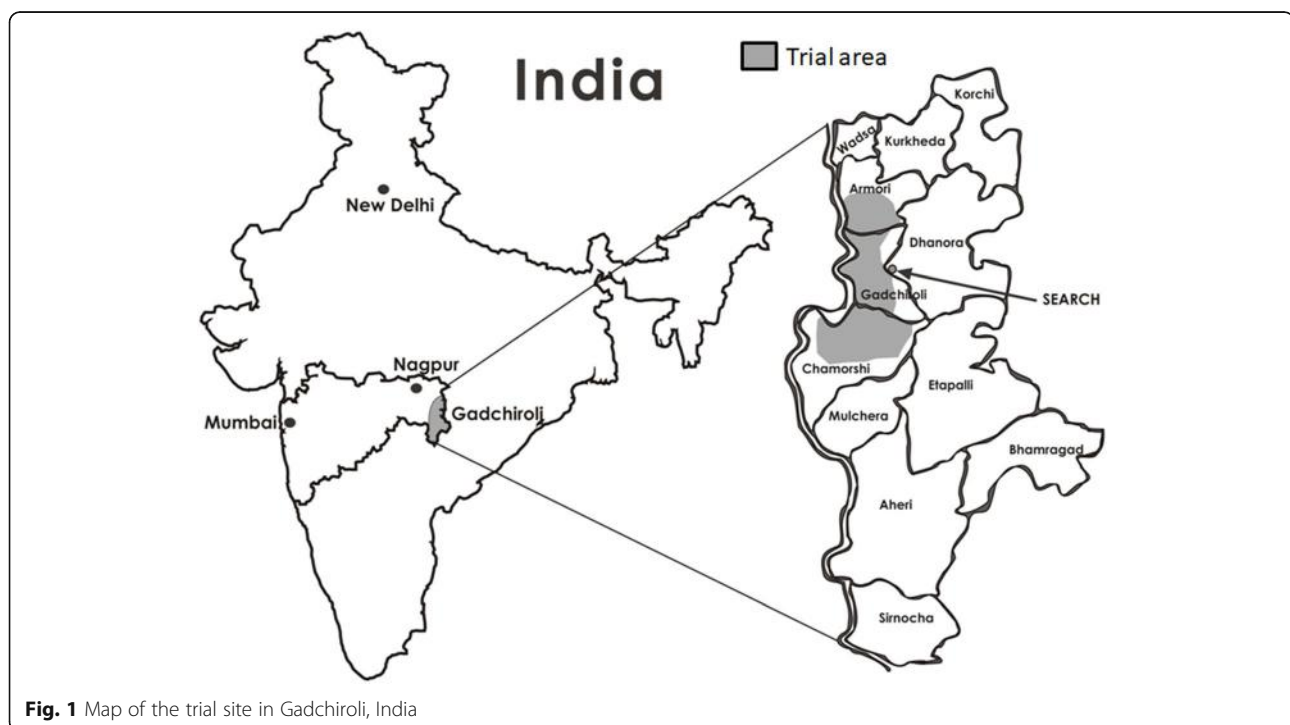 India
Trial area
New Delhi
Nagpur
Gadchiroli
Mumbai
Korchi
Wadsa
Kurkheda
Armori
Dhanora
SEARCH
Gadchiroli
Chamorshi
Etapalli
Mulchera
Bhamragad
Aheri
Sirnocha
Fig. 1 Map of the trial site in Gadchiroli, India